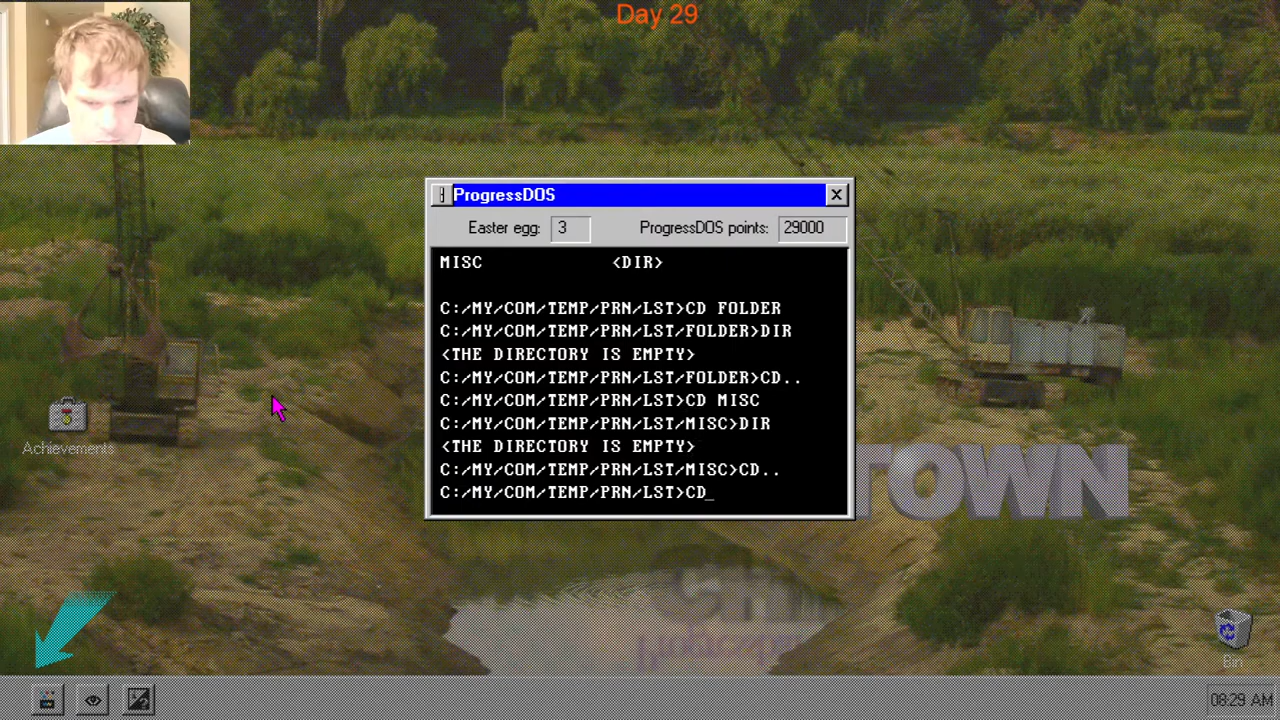 Day 29
ProgressDOS
Easter egg: 3 ProgressDOS points: 29000
MISC <DIR>
C:/MY/COM/TEMP/PRN/LST>CD FOLDER
C:/MY/COM/TEMP/PRN/LST/FOLDER>DIR
<THE DIRECTORY IS EMPTY>
C:/MY/COM/TEMP/PRN/LST/FOLDER>CD..
C:/MY/COM/TEMP/PRN/LST>CD MISC
C:/MY/COM/TEMP/PRN/LST/MISC>DIR
<THE DIRECTORY IS EMPTY>
C:/MY/COM/TEMP/PRN/LST/MISC>CD..
C:/MY/COM/TEMP/PRN/LST>CD_
Achievements
TOWN
Bin
08:29 AM